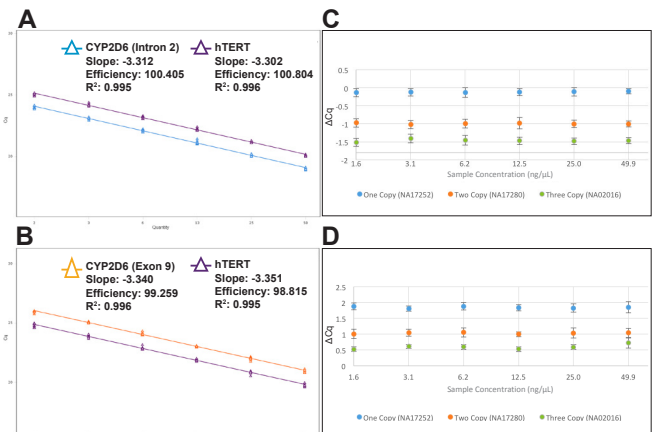 A
CYP2D6 (Intron 2)
Slope: -3.312
Efficiency: 100.405
R²: 0.995
hTERT
Slope: -3.302
Efficiency: 100.804
R²: 0.996
Cq
Quantity
B
CYP2D6 (Exon 9)
Slope: -3.340
Efficiency: 99.259
R²: 0.996
hTERT
Slope: -3.351
Efficiency: 98.815
R²: 0.995
Cq
C
0.5
0
-0.5
-1
-1.5
-2
ΔCq
1.6 3.1 6.2 12.5 25.0 49.9
Sample Concentration (ng/μL)
One Copy (NA17252) Two Copy (NA17280) Three Copy (NA02016)
D
2.5
2
1.5
1
0.5
0
ΔCq
1.6 3.1 6.2 12.5 25.0 49.9
Sample Concentration (ng/μL)
One Copy (NA17252) Two Copy (NA17280) Three Copy (NA02016)